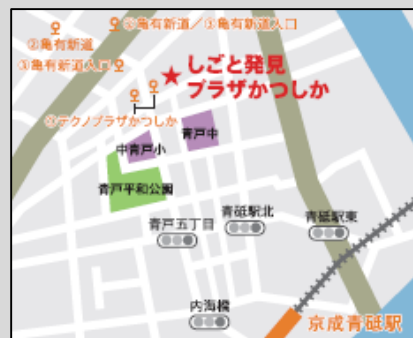 ②亀有新道
②亀有新道／③亀有新道入口
③亀有新道入口
しごと発見
プラザかつしか
テクノプラザかつしか
中青戸小
青戸中
青戸平和公園
青戸五丁目
青砥駅北
青砥駅東
内海橋
京成青砥駅